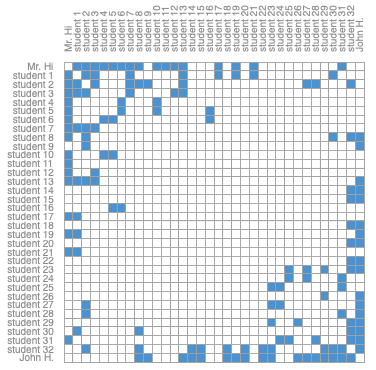 Mr. Hi
student 1
student 2
student 3
student 4
student 5
student 6
student 7
student 8
student 9
student 10
student 11
student 12
student 13
student 14
student 15
student 16
student 17
student 18
student 19
student 20
student 21
student 22
student 23
student 24
student 25
student 26
student 27
student 28
student 29
student 30
student 31
student 32
John H.
Mr. Hi
student 1
student 2
student 3
student 4
student 5
student 6
student 7
student 8
student 9
student 10
student 11
student 12
student 13
student 14
student 15
student 16
student 17
student 18
student 19
student 20
student 21
student 22
student 23
student 24
student 25
student 26
student 27
student 28
student 29
student 30
student 31
student 32
John H.